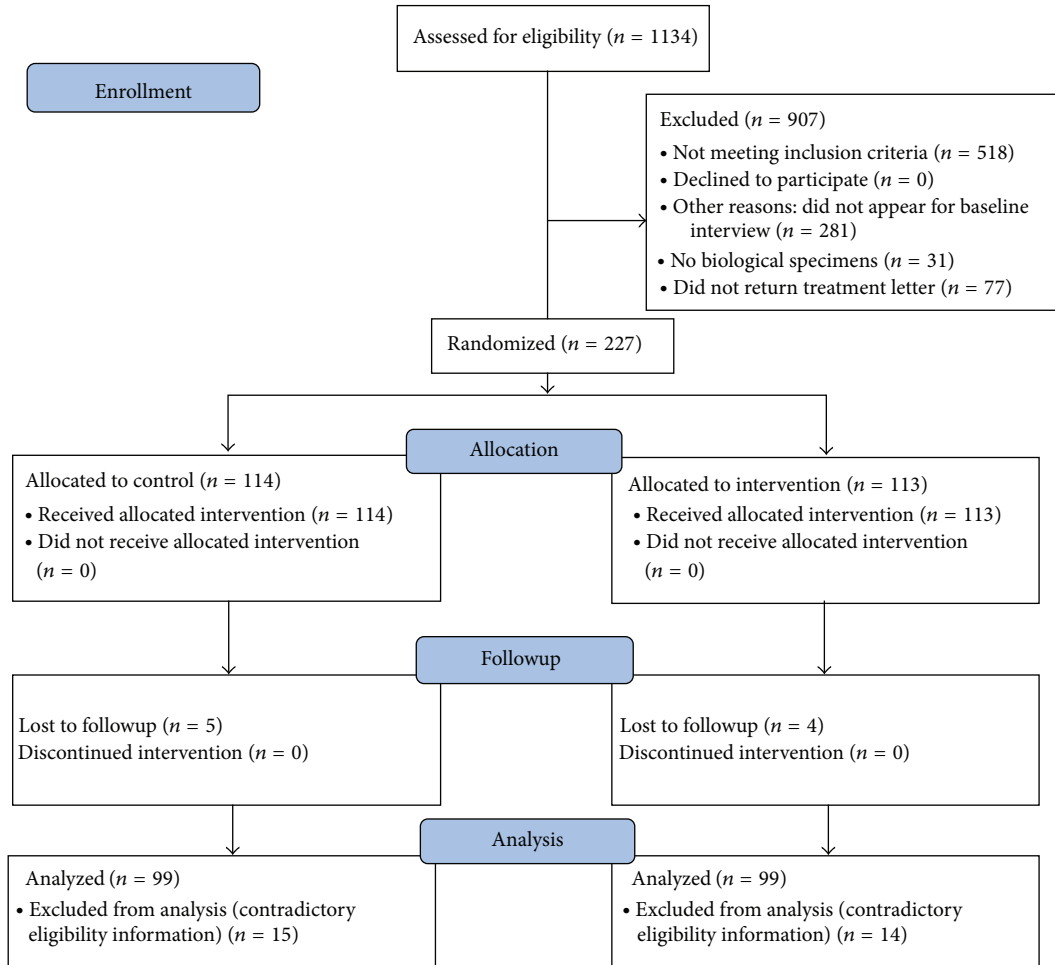 Assessed for eligibility (n = 1134)
Enrollment
Excluded (n = 907)
• Not meeting inclusion criteria (n = 518)
• Declined to participate (n = 0)
• Other reasons: did not appear for baseline
interview (n = 281)
• No biological specimens (n = 31)
• Did not return treatment letter (n = 77)
Randomized (n = 227)
Allocation
Allocated to control (n = 114)
• Received allocated intervention (n = 114)
• Did not receive allocated intervention
(n = 0)
Allocated to intervention (n = 113)
• Received allocated intervention (n = 113)
• Did not receive allocated intervention
(n = 0)
Followup
Lost to followup (n = 5)
Discontinued intervention (n = 0)
Lost to followup (n = 4)
Discontinued intervention (n = 0)
Analysis
Analyzed (n = 99)
• Excluded from analysis (contradictory
eligibility information) (n = 15)
Analyzed (n = 99)
• Excluded from analysis (contradictory
eligibility information) (n = 14)